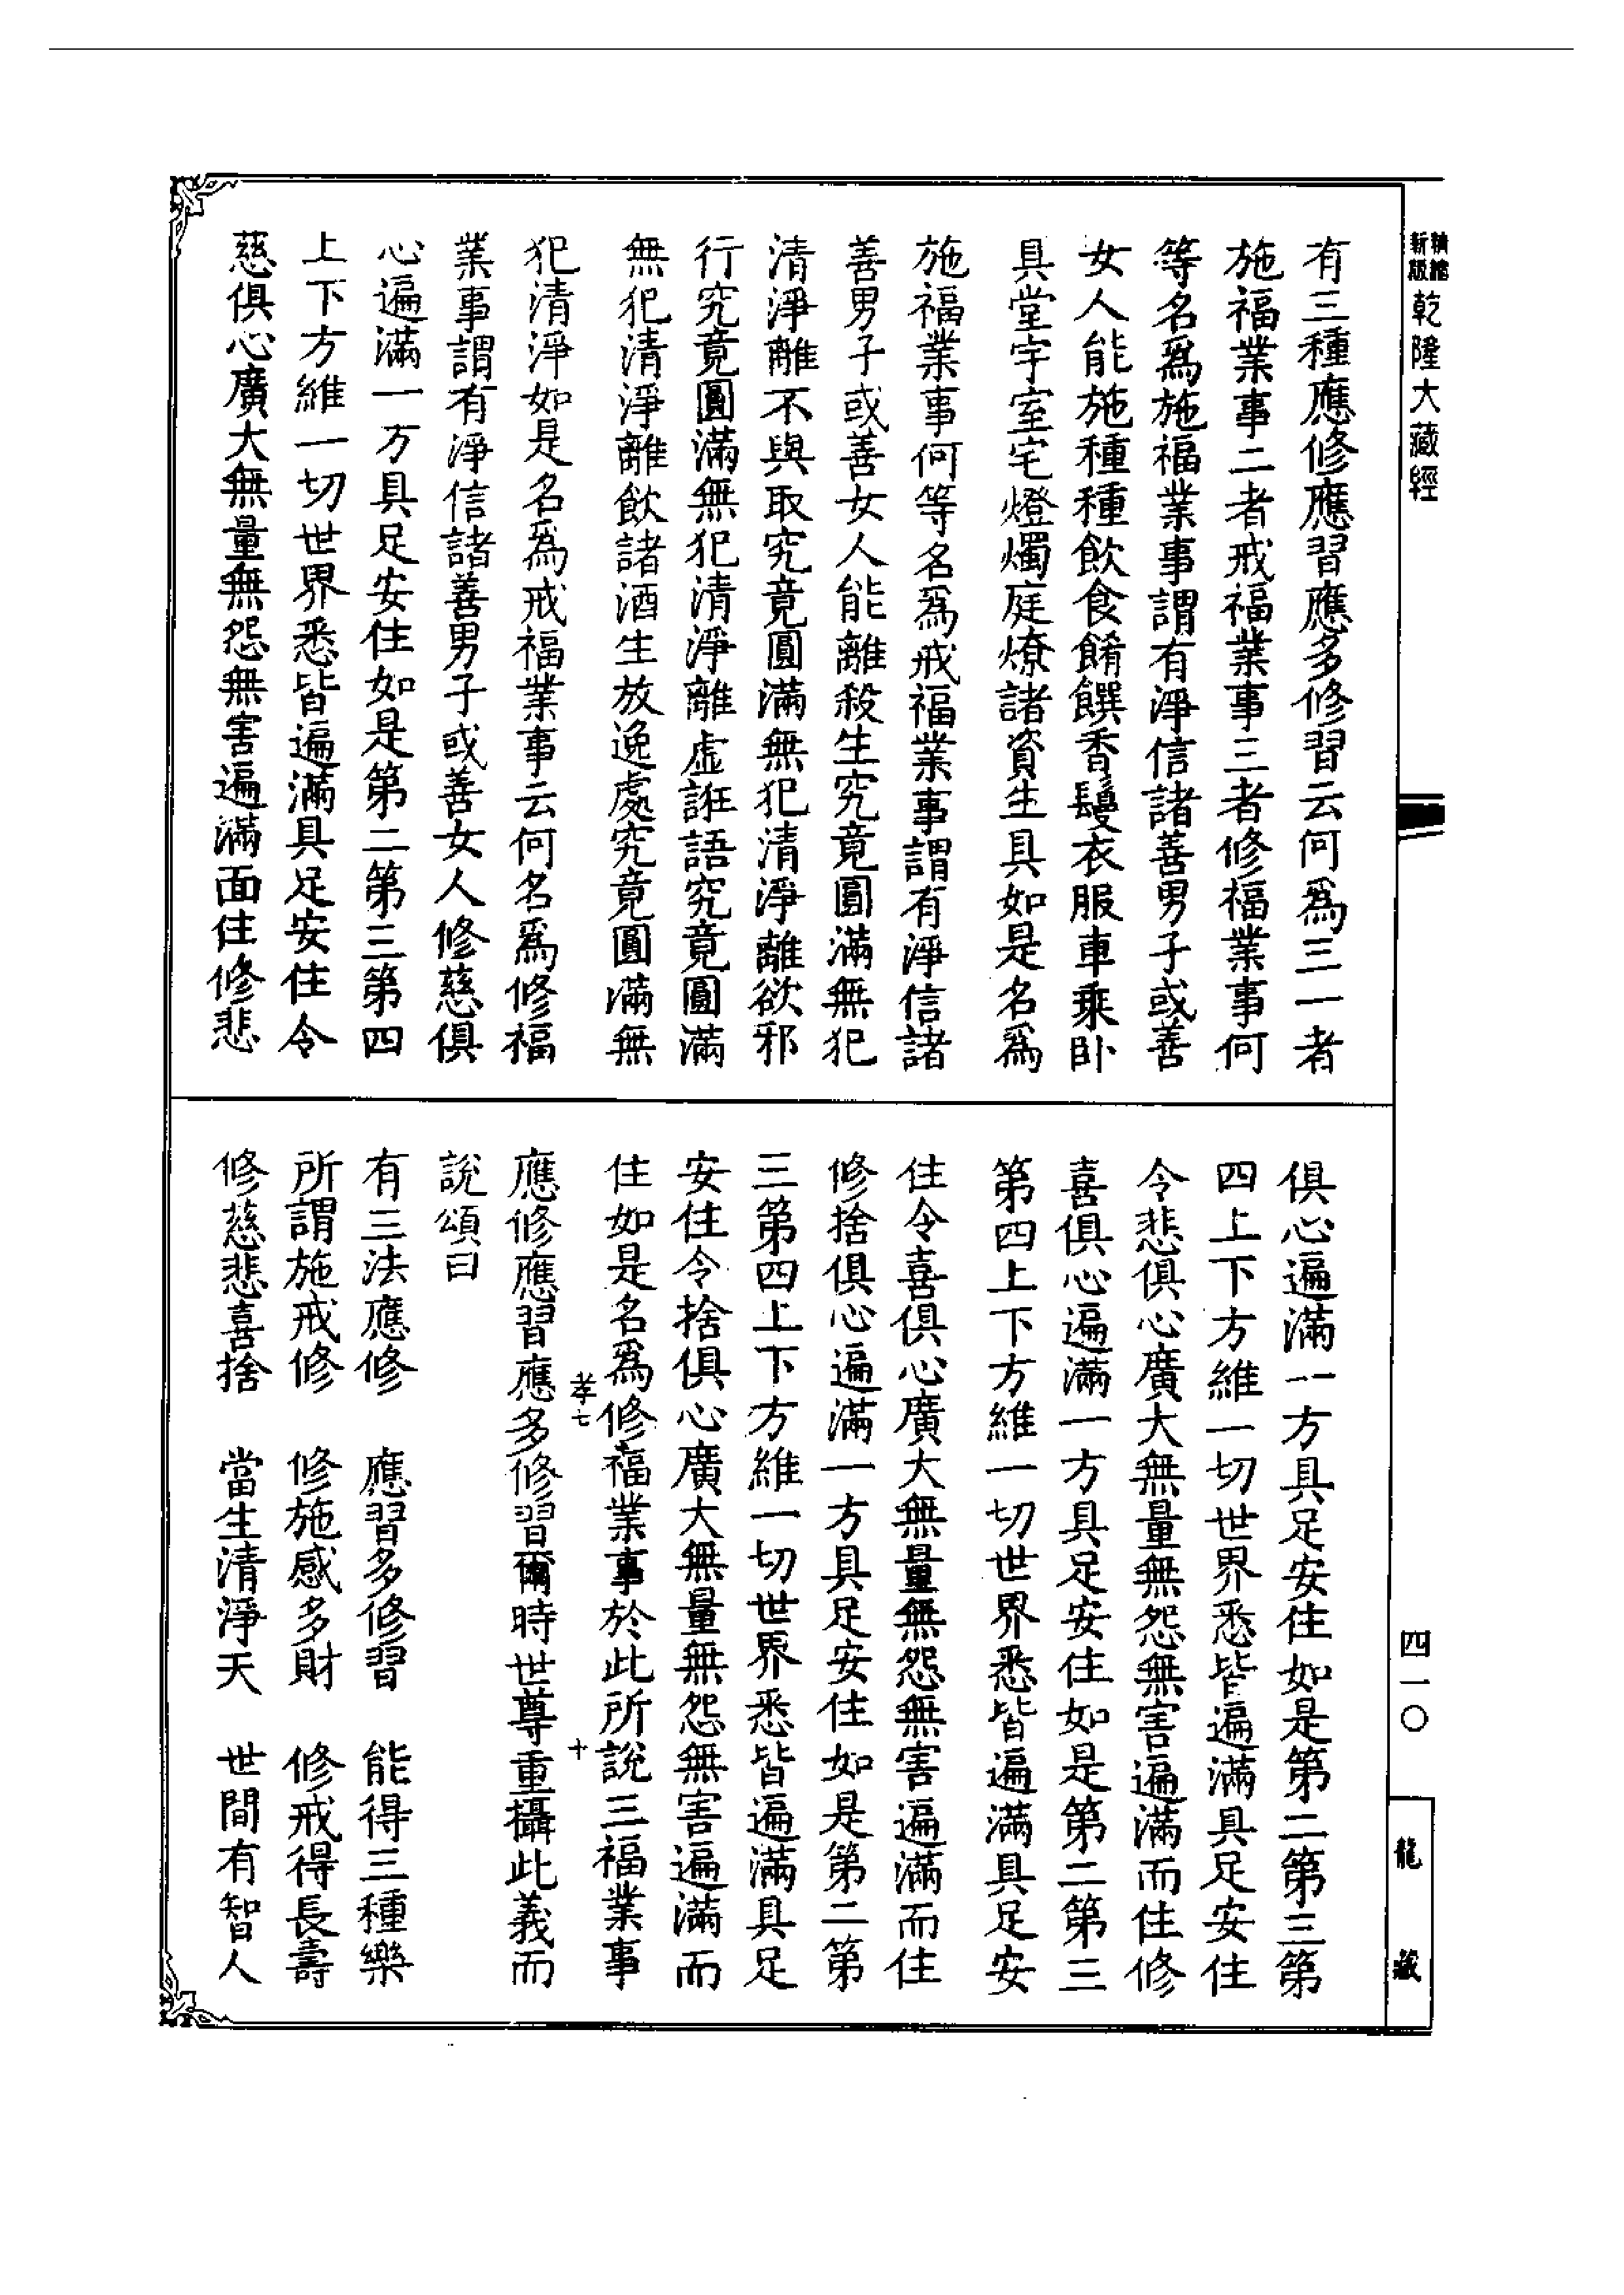 精縮新版乾隆大藏經
有三種應修應習應多修習云何爲三一者
施福業事二者戒福業事三者修福業事何
等名爲施福業事謂有淨信諸善男子或善
女人能施種種飲食餚饌香鬘衣服車乘卧
具堂宇室宅燈燭庭燎諸資生具如是名爲
施福業事何等名爲戒福業事謂有淨信諸
善男子或善女人能離殺生究竟圓滿無犯
清淨離不與取究竟圓滿無犯清淨離欲邪
行究竟圓滿無犯清淨離虛誑語究竟圓滿
無犯清淨離飲諸酒生放逸處究竟圓滿無
犯清淨如是名爲戒福業事云何名爲修福
業事謂有淨信諸善男子或善女人修慈俱
心遍滿一方具足安住如是第二第三第四
上下方維一切世界悉皆遍滿具足安住令
慈俱心廣大無量無怨無害遍滿面住修悲
俱心遍滿一方具足安住如是第二第三第
四上下方維一切世界悉皆遍滿具足安住
令悲俱心廣大無量無怨無害遍滿而住修
喜俱心遍滿一方具足安住如是第二第三
第四上下方維一切世界悉皆遍滿具足安
住令喜俱心廣大無量無怨無害遍滿而住
修捨俱心遍滿一方具足安住如是第二第
三第四上下方維一切世界悉皆遍滿具足
安住令捨俱心廣大無量無怨無害遍滿而
住如是名爲修福業事於此所說三福業事
孝七 十
應修應習應多修習爾時世尊重攝此義而
說頌曰
有三法應修 應習多修習 能得三種樂
所謂施戒修 修施感多財 修戒得長壽
修慈悲喜捨 當生清淨天 世間有智人
四一〇
龍藏